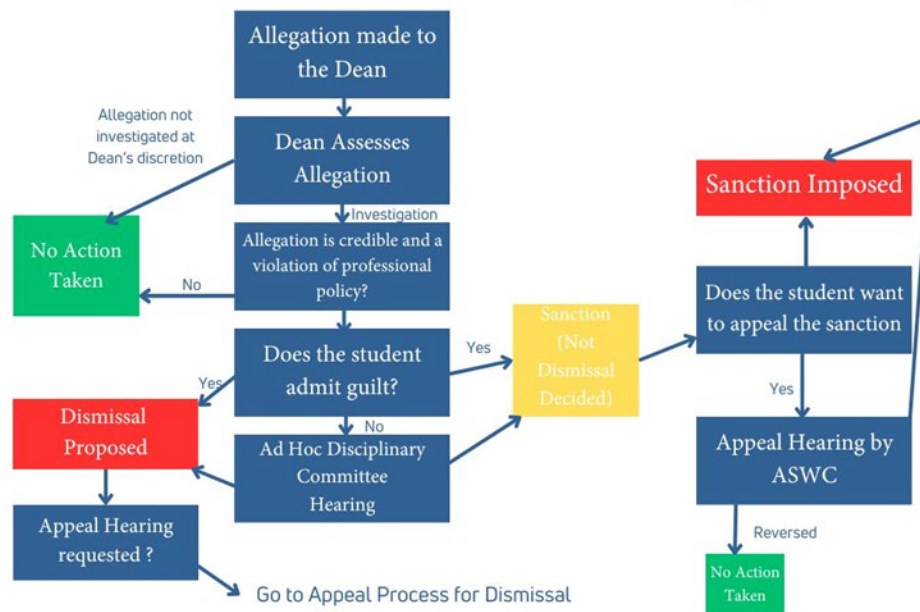 Allegation made to
the Dean
Allegation not
investigated at
Dean's discretion
Dean Assesses
Allegation
Investigation
No Action
Taken
No
Allegation is credible and a
violation of professional
policy?
Does the student
admit guilt?
Yes
Yes
No
Sanction
(Not
Dismissal
Decided)
Dismissal
Proposed
Ad Hoc Disciplinary
Committee
Hearing
Appeal Hearing
requested ?
Go to Appeal Process for Dismissal
Sanction Imposed
Does the student want
to appeal the sanction
Yes
Appeal Hearing by
ASWC
Reversed
No Action
Taken